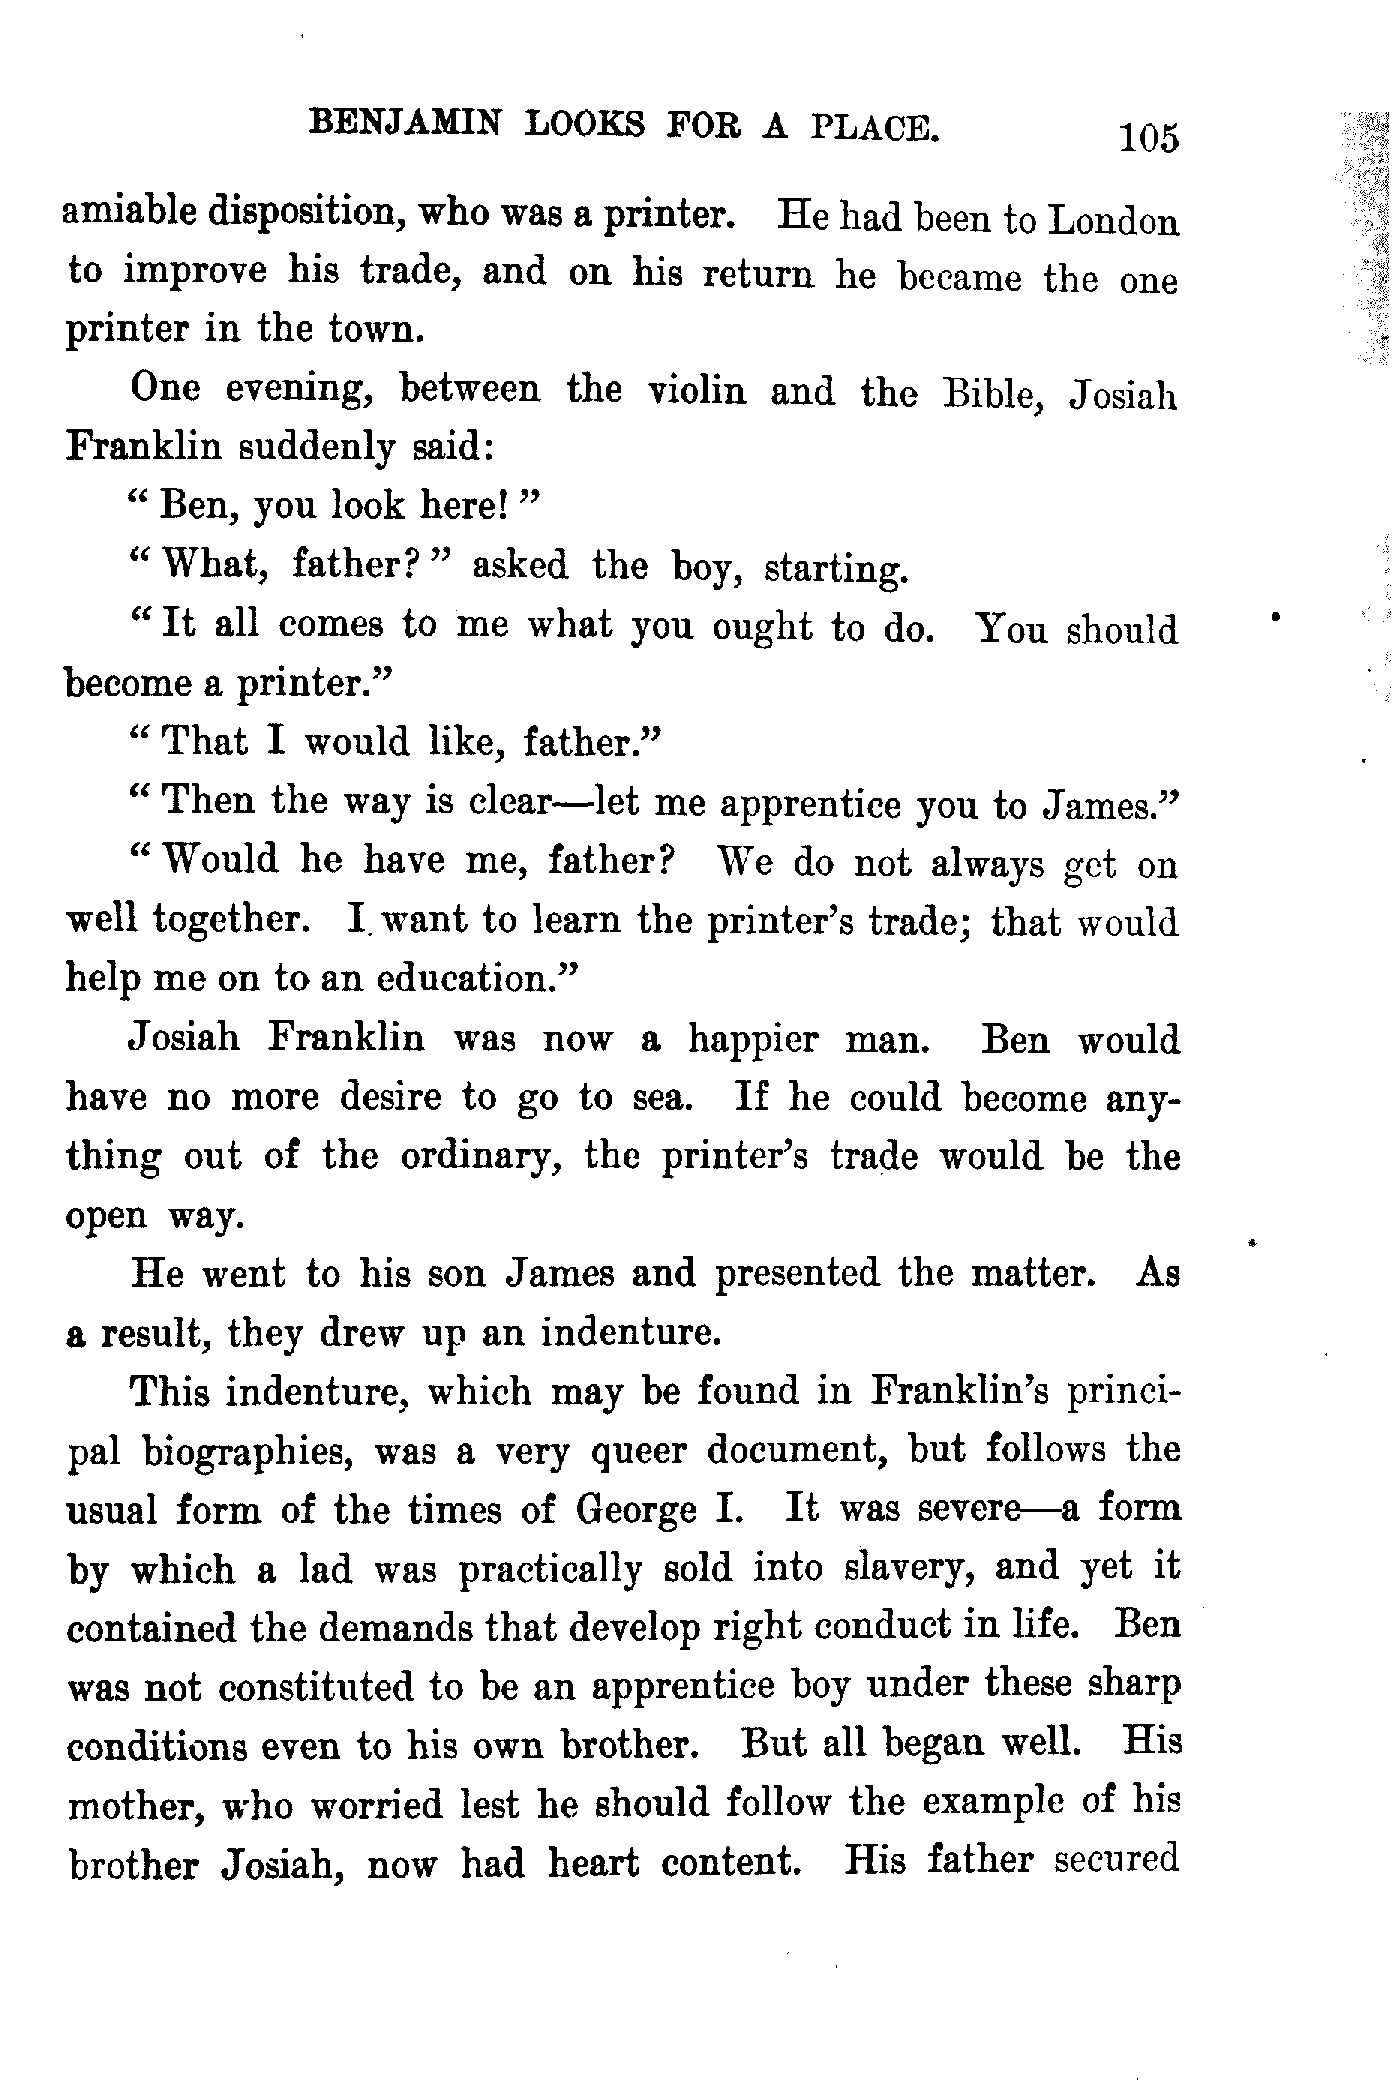 BENJAMIN LOOKS FOR A PLACE. 105
amiable disposition, who was a printer. He had been to London
to improve his trade, and on his return he became the one
printer in the town.
One evening, between the violin and the Bible, Josiah
Franklin suddenly said:
“ Ben, you look here! ”
“ What, father? ” asked the boy, starting.
“ It all comes to me what you ought to do. You should
become a printer.”
“ That I would like, father.”
“ Then the way is clear—let me apprentice you to James.”
“ Would he have me, father? We do not always get on
well together. I want to learn the printer’s trade; that would
help me on to an education.”
Josiah Franklin was now a happier man. Ben would
have no more desire to go to sea. If he could become any-
thing out of the ordinary, the printer’s trade would be the
open way.
He went to his son James and presented the matter. As
a result, they drew up an indenture.
This indenture, which may be found in Franklin’s princi-
pal biographies, was a very queer document, but follows the
usual form of the times of George I. It was severe—a form
by which a lad was practically sold into slavery, and yet it
contained the demands that develop right conduct in life. Ben
was not constituted to be an apprentice boy under these sharp
conditions even to his own brother. But all began well. His
mother, who worried lest he should follow the example of his
brother Josiah, now had heart content. His father secured